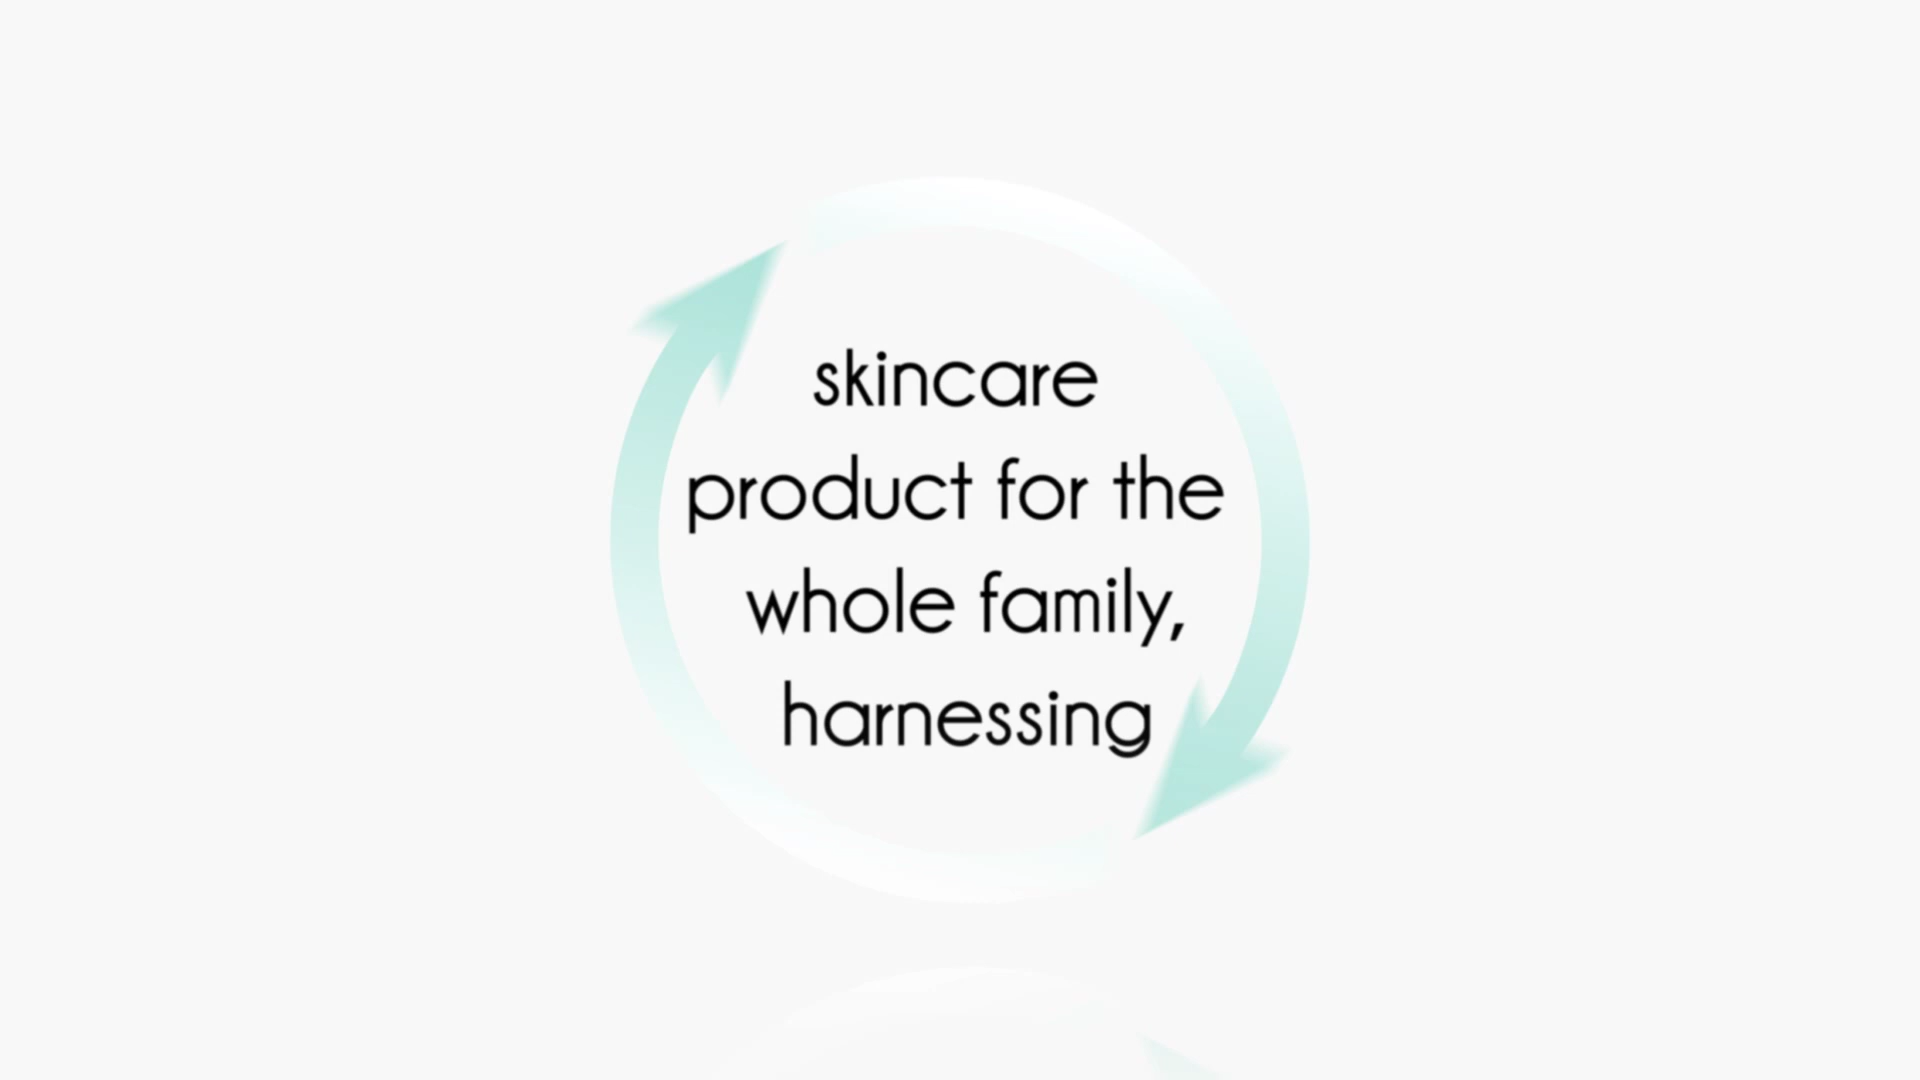 skincare
product for the
whole family,
harnessing